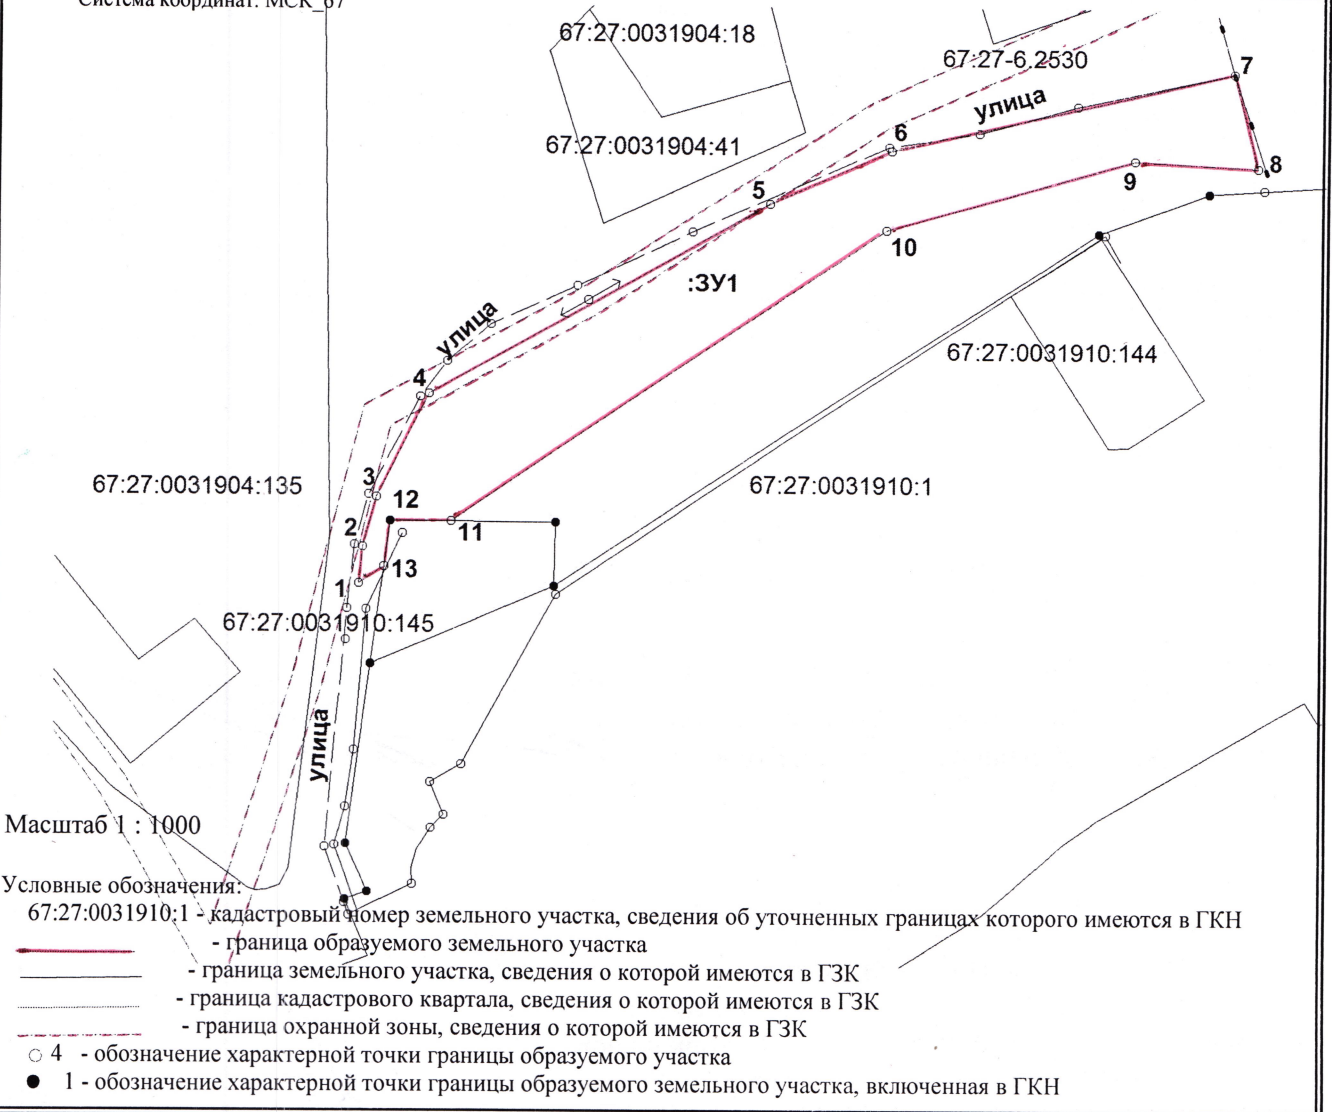 Система координат: МСК_67
67:27:0031904:18
67:27-6.2530
7
улица
6
67:27:0031904:41
8
9
5
10
:ЗУ1
улица
67:27:0031910:144
4
67:27:0031904:135
3
67:27:0031910:1
12
2
11
13
1
67:27:0031910:145
улица
Масштаб 1 : 1000
Условные обозначения:
67:27:0031910:1 - кадастровый номер земельного участка, сведения об уточненных границах которого имеются в ГКН
- граница образуемого земельного участка
- граница земельного участка, сведения о которой имеются в ГЗК
- граница кадастрового квартала, сведения о которой имеются в ГЗК
- граница охранной зоны, сведения о которой имеются в ГЗК
4 - обозначение характерной точки границы образуемого участка
1 - обозначение характерной точки границы образуемого земельного участка, включенная в ГКН